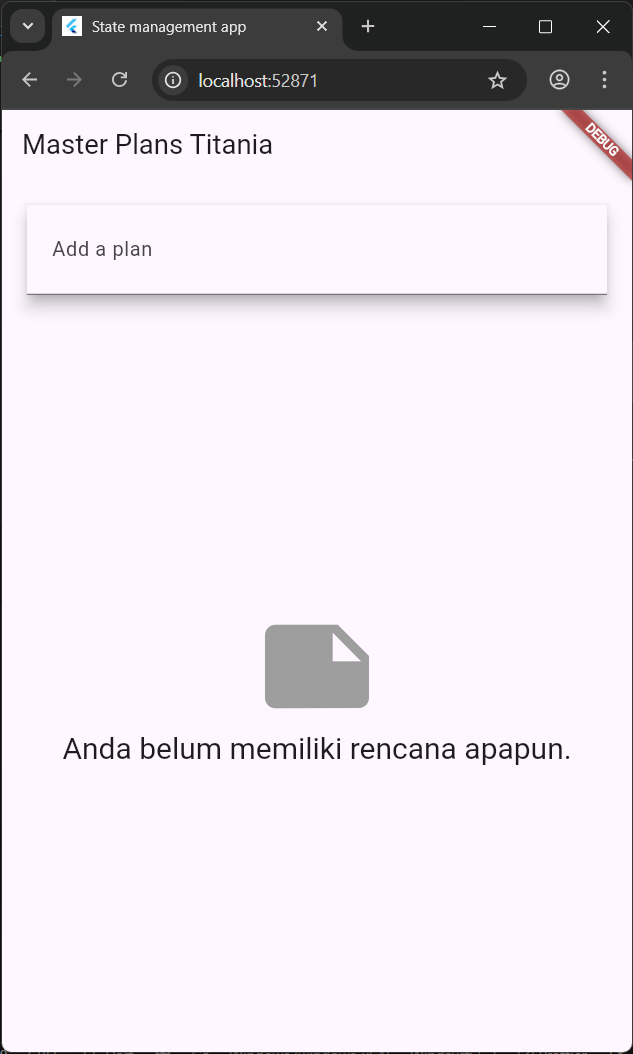 State management app
localhost:52871
DEBUG
Master Plans Titania
Add a plan
Anda belum memiliki rencana apapun.